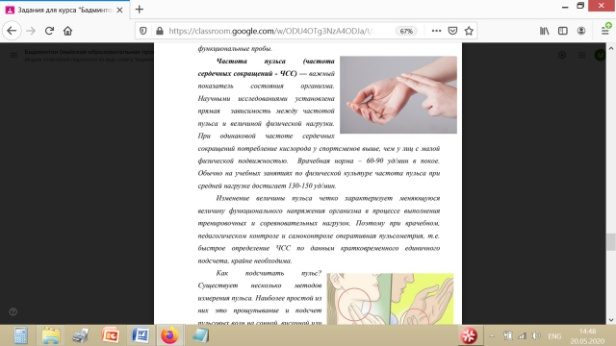 Задания для курса "Бадминто
https://classroom.google.com/w/ODU4OTg3NzA4ODJa/t
67%
функциональные пробы.
Частота пульса (частота
сердечных сокращений - ЧСС) — важный
показатель состояния организма.
Научными исследованиями установлена
прямая зависимость между частотой
пульса и величиной физической нагрузки.
При одинаковой частоте сердечных
сокращений потребление кислорода у спортсменов выше, чем у лиц с малой
физической подвижностью. Врачебная норма – 60-90 уд/мин в покое.
Обычно на учебных занятиях по физической культуре частота пульса при
средней нагрузке достигает 130-150 уд/мин.
Изменение величины пульса четко характеризует меняющуюся
величину функционального напряжения организма в процессе выполнения
тренировочных и соревновательных нагрузок. Поэтому при врачебном,
педагогическом контроле и самоконтроле оперативная пульсометрия, т.е.
быстрое определение ЧСС по данным кратковременного единичного
подсчета, крайне необходима.
Как подсчитать пульс?
Существует несколько методов
измерения пульса. Наиболее простой из
них это прощупывание и подсчет
пульсовых волн на сонной, височной или
ENG
14:46
20.05.2020